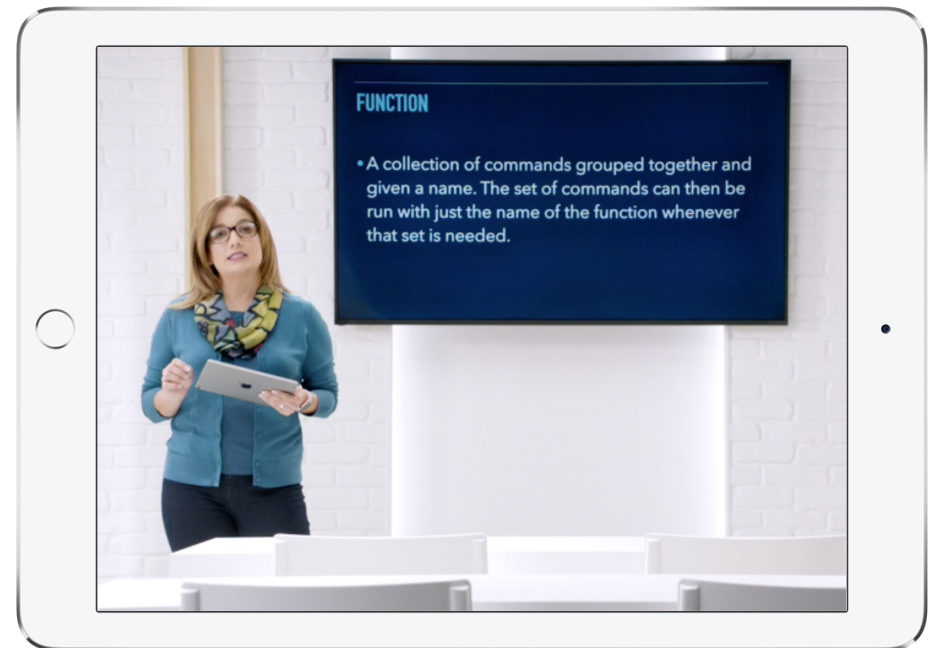 FUNCTION
• A collection of commands grouped together and
given a name. The set of commands can then be
run with just the name of the function whenever
that set is needed.